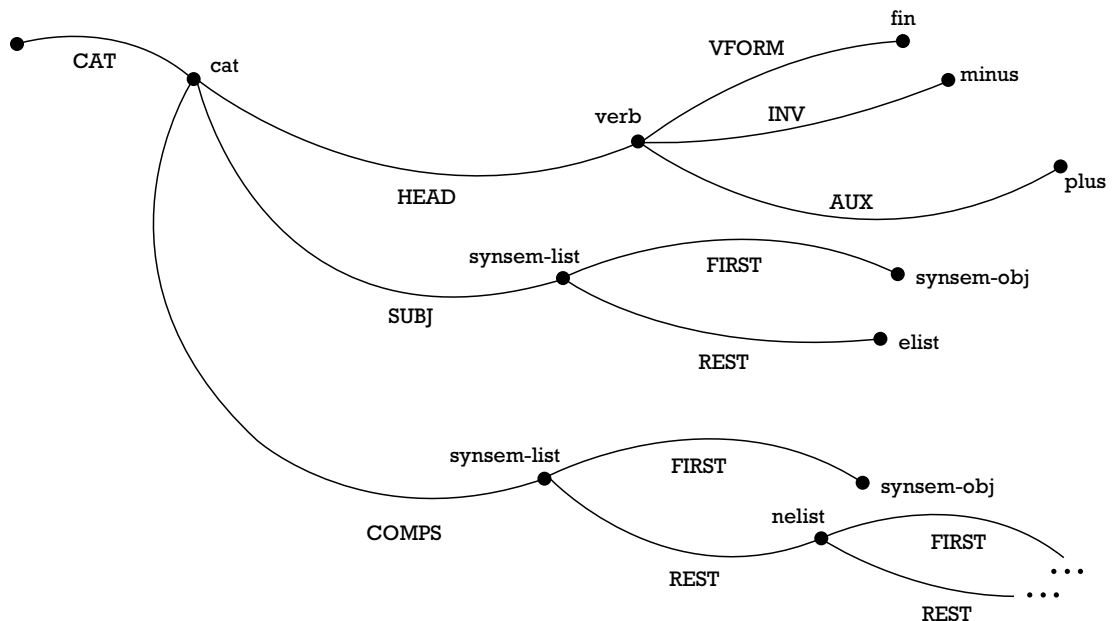 fin
VFORM
CAT
cat
minus
verb
INV
plus
HEAD
AUX
synsem-list
FIRST
synsem-obj
SUBJ
elist
REST
synsem-list
FIRST
synsem-obj
nelist
COMPS
FIRST
REST
...
...
REST